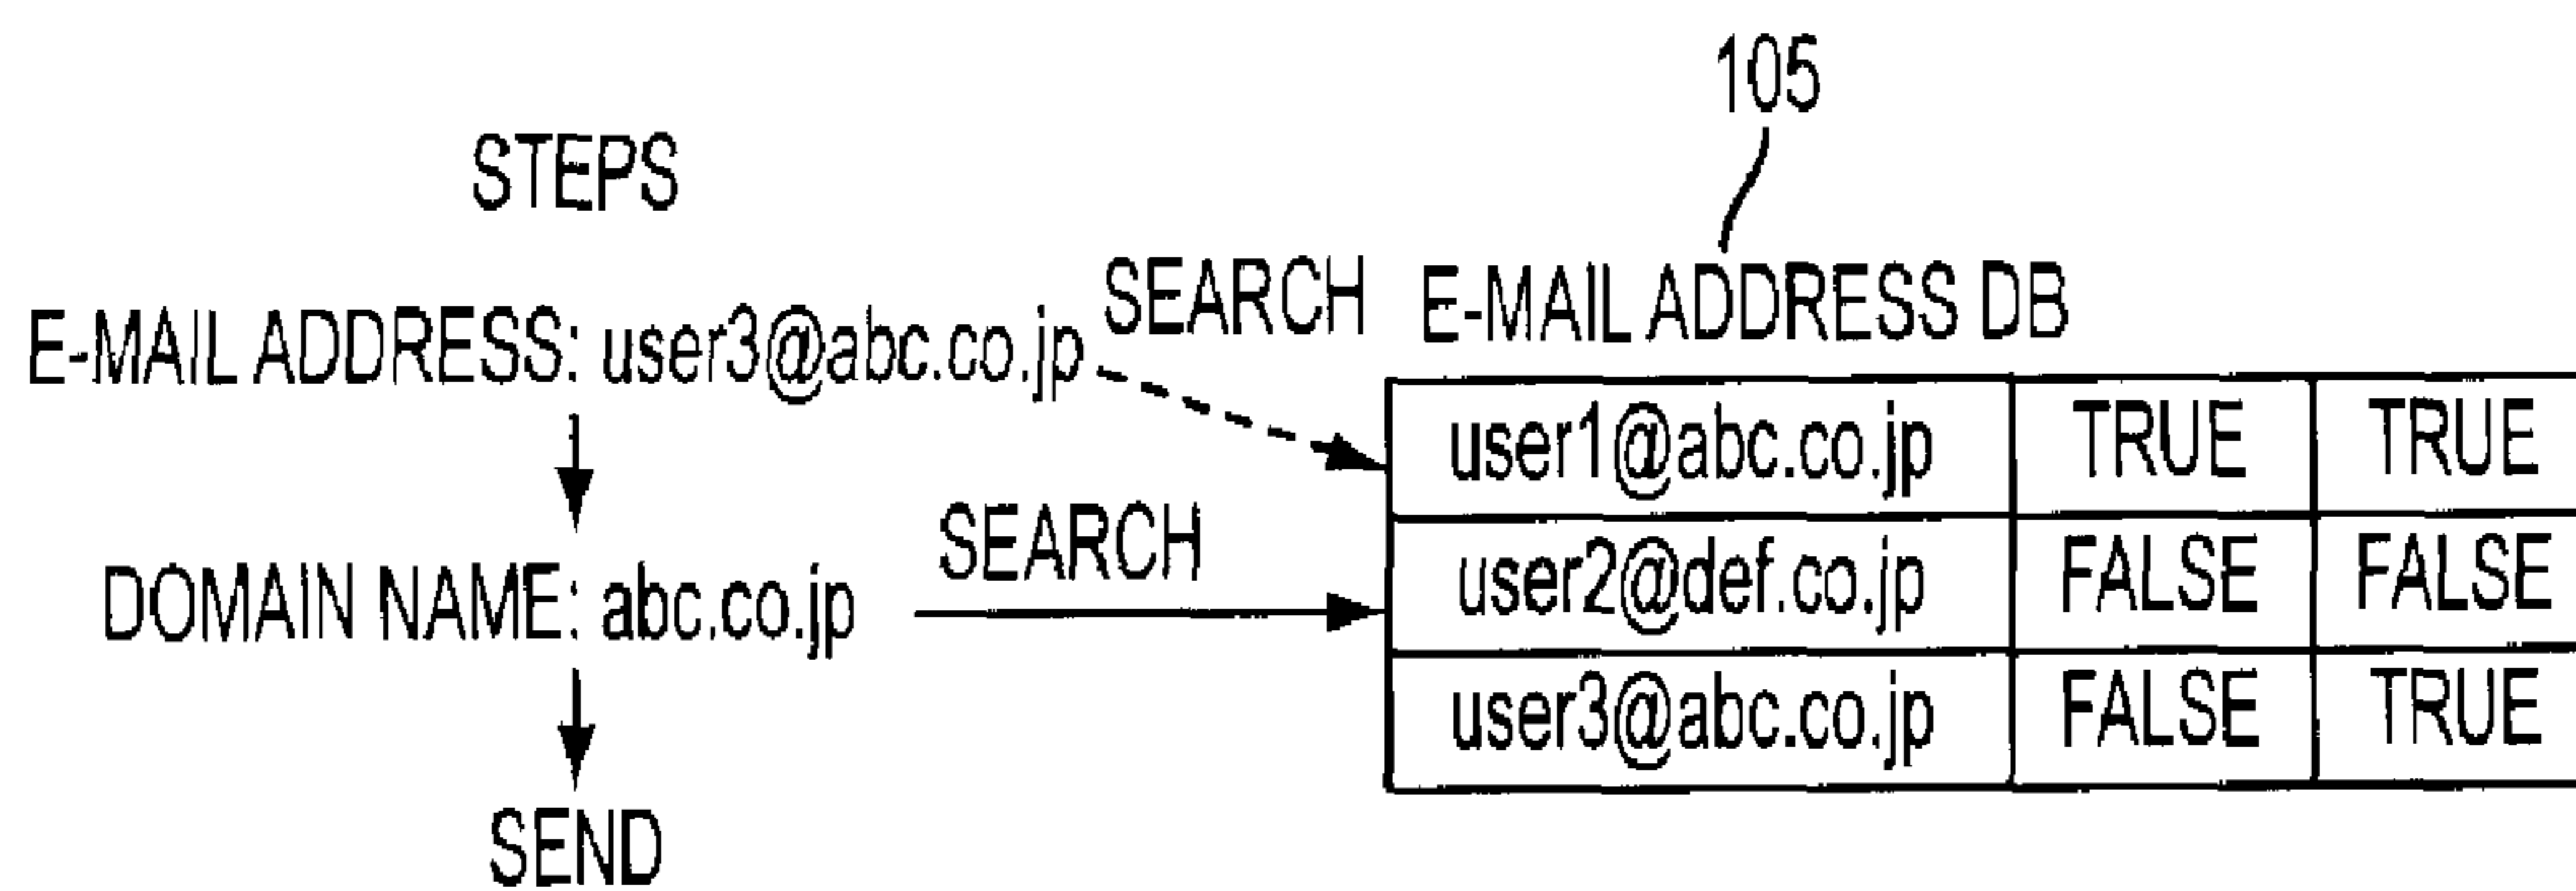 105
STEPS
SEARCH
E-MAIL ADDRESS DB
E-MAIL ADDRESS: user3@abc.co.jp
user1@abc.co.jp TRUE TRUE
SEARCH
DOMAIN NAME: abc.co.jp
user2@def.co.jp FALSE FALSE
user3@abc.co.jp FALSE TRUE
SEND